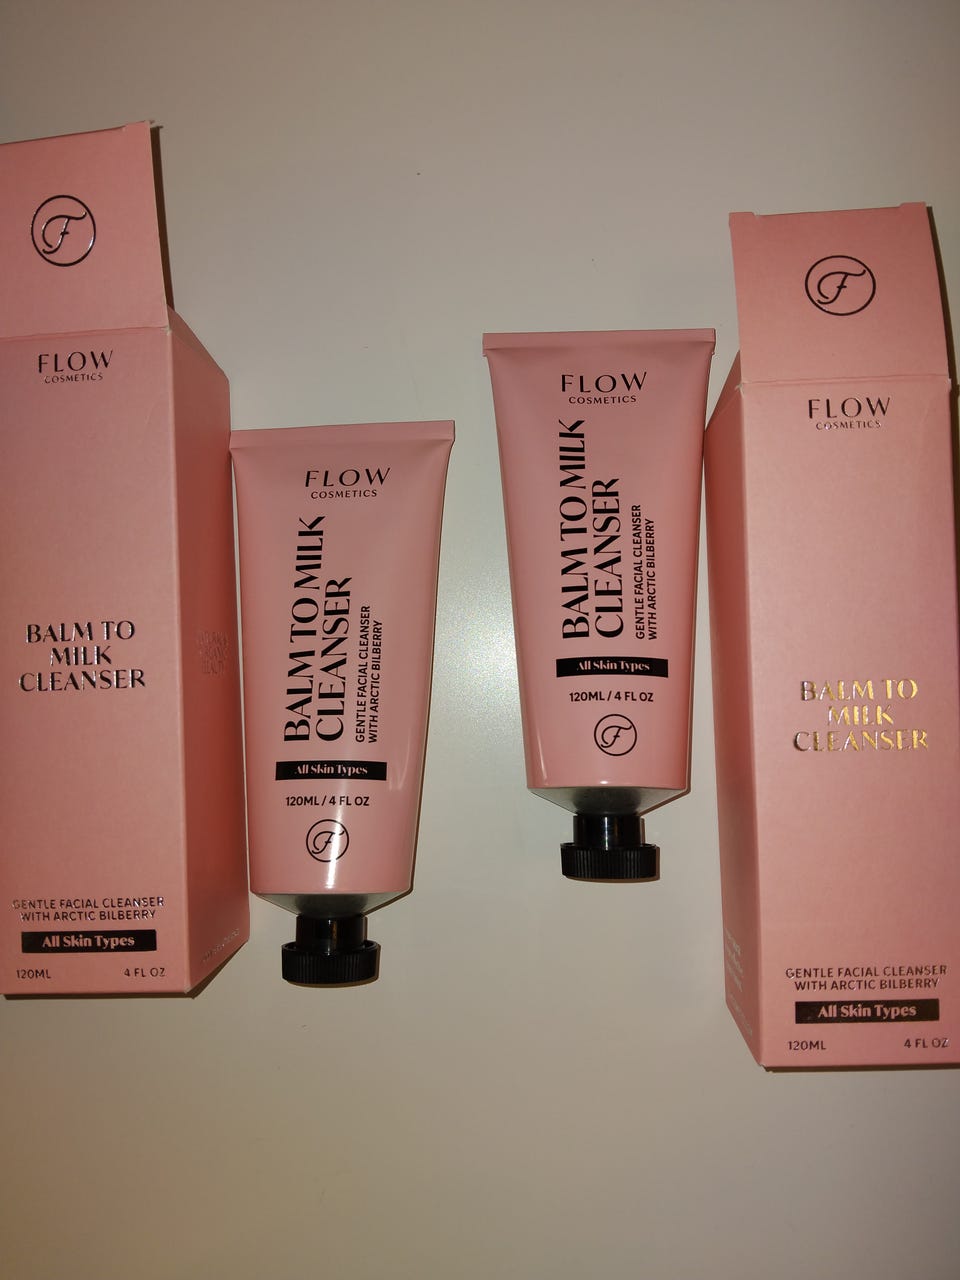 F
FLOW
COSMETICS
BALM TO
MILK
CLEANSER
GENTLE FACIAL CLEANSER
WITH ARCTIC BILBERRY
All Skin Types
120ML 4 FL OZ
FLOW
COSMETICS
BALM TO MILK
CLEANSER
GENTLE FACIAL CLEANSER
WITH ARCTIC BILBERRY
All Skin Types
120ML / 4 FL OZ
F
FLOW
COSMETICS
BALM TO MILK
CLEANSER
GENTLE FACIAL CLEANSER
WITH ARCTIC BILBERRY
All Skin Types
120ML / 4 FL OZ
F
F
FLOW
COSMETICS
BALM TO
MILK
CLEANSER
GENTLE FACIAL CLEANSER
WITH ARCTIC BILBERRY
All Skin Types
120ML 4 FL OZ